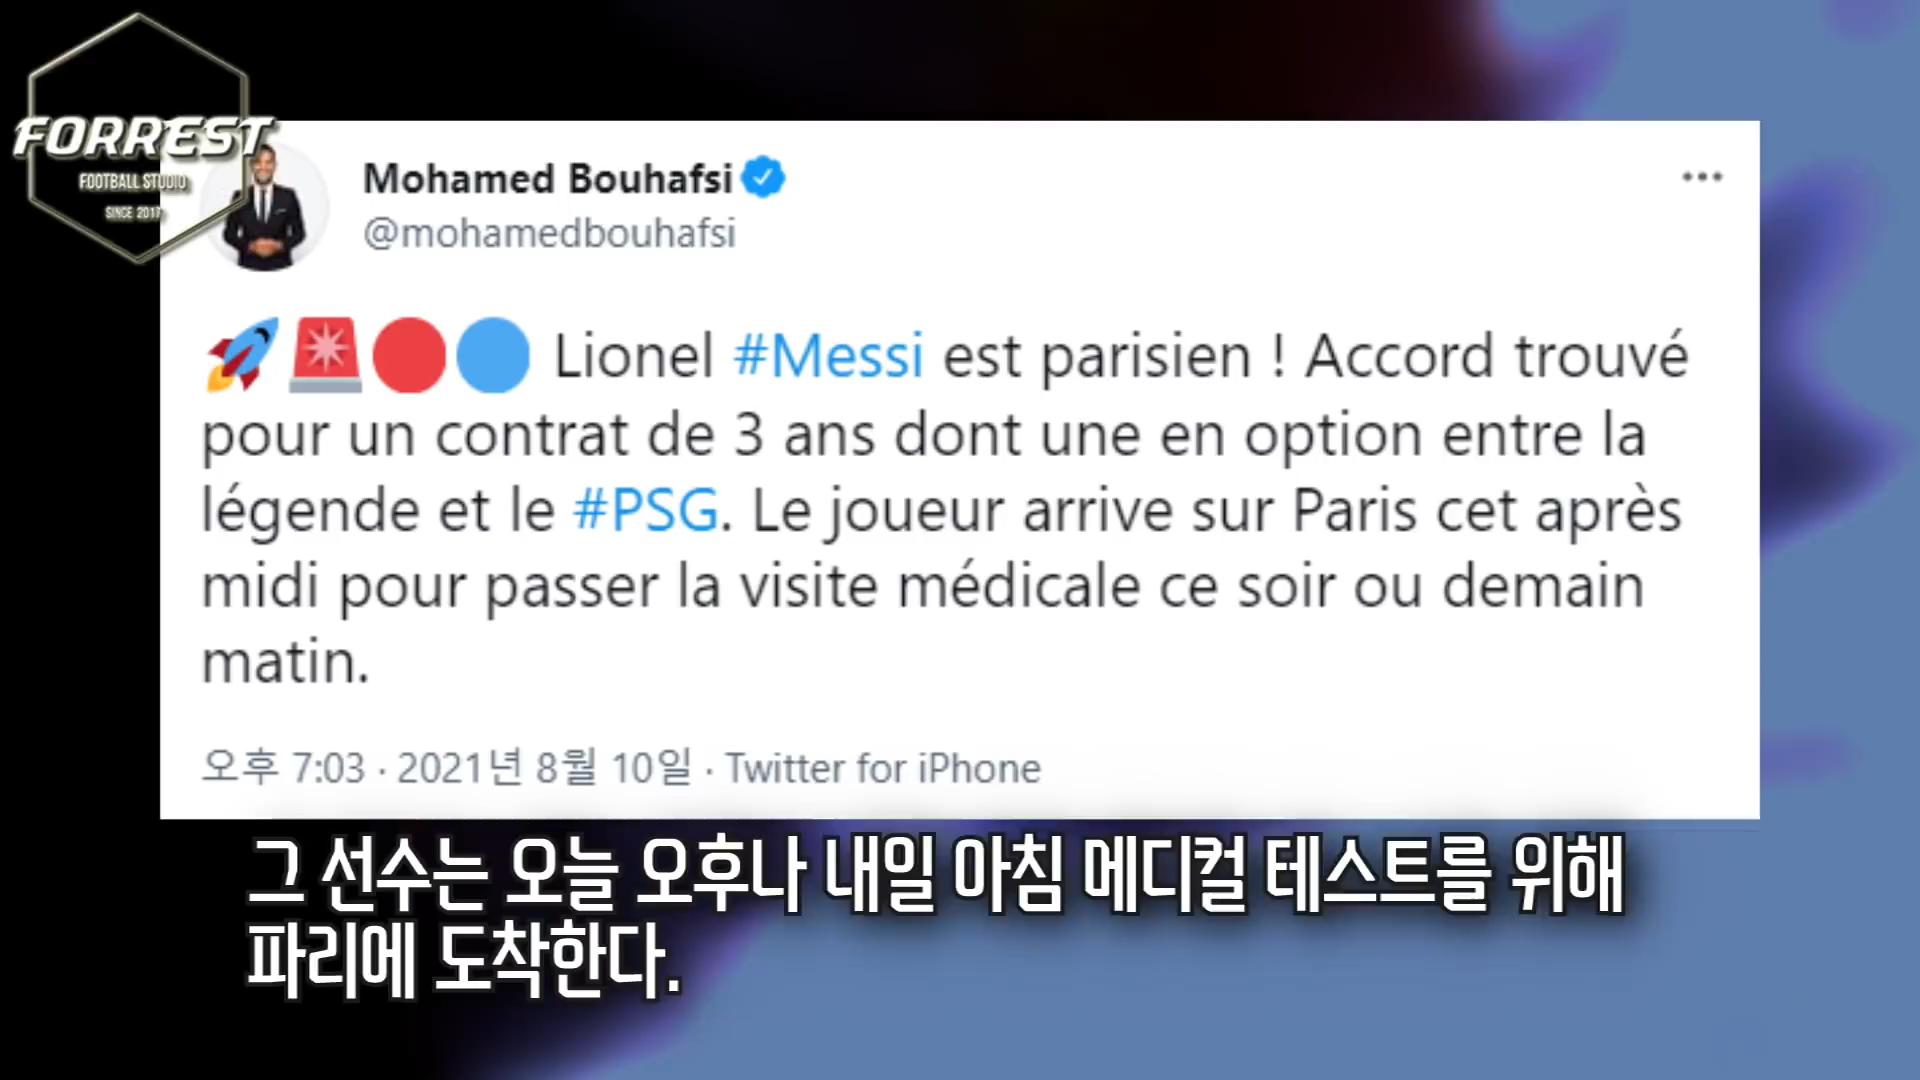 FORREST
FOOTBALL STUDIO
SINCE 2017
Mohamed Bouhafsi
@mohamedbouhafsi
🚀🚨🔴🔵 Lionel #Messi est parisien ! Accord trouvé
pour un contrat de 3 ans dont une en option entre la
légende et le #PSG. Le joueur arrive sur Paris cet après
midi pour passer la visite médicale ce soir ou demain
matin.
오후 7:03 · 2021년 8월 10일 · Twitter for iPhone
그 선수는 오늘 오후나 내일 아침 메디컬 테스트를 위해
파리에 도착한다.